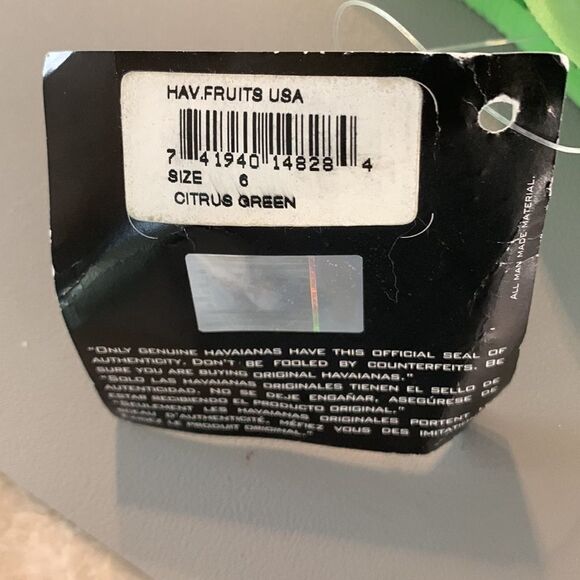 HAV.FRUITS USA
7 41940 14828 4
SIZE 6
CITRUS GREEN
ALL MAN MADE MATERIAL.
"ONLY GENUINE HAVAIANAS HAVE THIS OFFICIAL SEAL OF
AUTHENTICITY. DON'T BE FOOLED BY COUNTERFEITS. BE
SURE YOU ARE BUYING ORIGINAL HAVAIANAS."
"SOLO LAS HAVAIANAS ORIGINALES TIENEN EL SELLO DE
AUTENTICIDAD. NO SE DEJE ENGAÑAR, ASEGÚRESE DE
ESTAR RECIBIENDO EL PRODUCTO ORIGINAL."
"SEULEMENT LES HAVAIANAS ORIGINALES PORTENT
SCEAU D'AUTHENTICITÉ, MÉFIEZ VOUS DES
LE PRODUIT ORIGINAL."